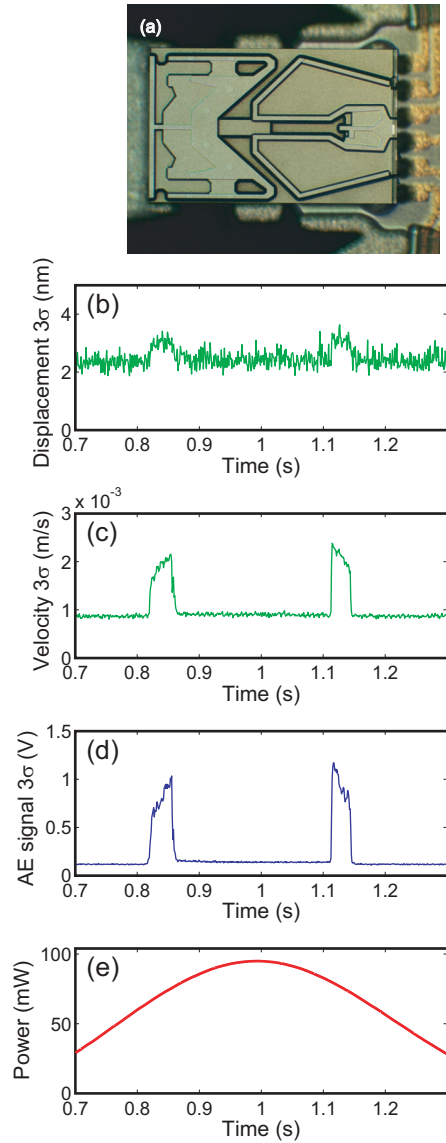 (a)
(b)
Displacement 3σ (nm)
4
2
0
0.7 0.8 0.9 1 1.1 1.2
Time (s)
x 10⁻³
(c)
Velocity 3σ (m/s)
3
2
1
0
0.7 0.8 0.9 1 1.1 1.2
Time (s)
(d)
AE signal 3σ (V)
1.5
1
0.5
0
0.7 0.8 0.9 1 1.1 1.2
Time (s)
(e)
Power (mW)
100
50
0
0.7 0.8 0.9 1 1.1 1.2
Time (s)